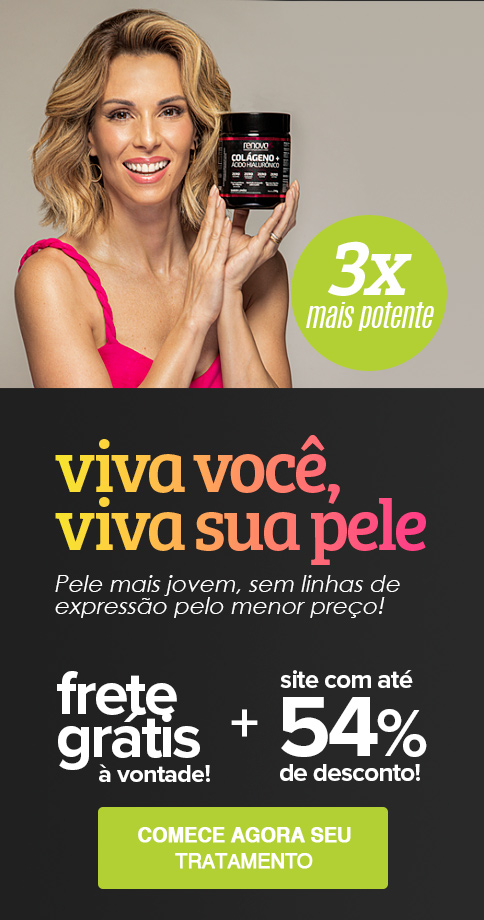 renova
COLÁGENO +
ÁCIDO HIALURÔNICO
3x
mais potente
viva você,
viva sua pele
Pele mais jovem, sem linhas de
expressão pelo menor preço!
frete
grátis
à vontade!
+
site com até
54%
de desconto!
COMECE AGORA SEU
TRATAMENTO